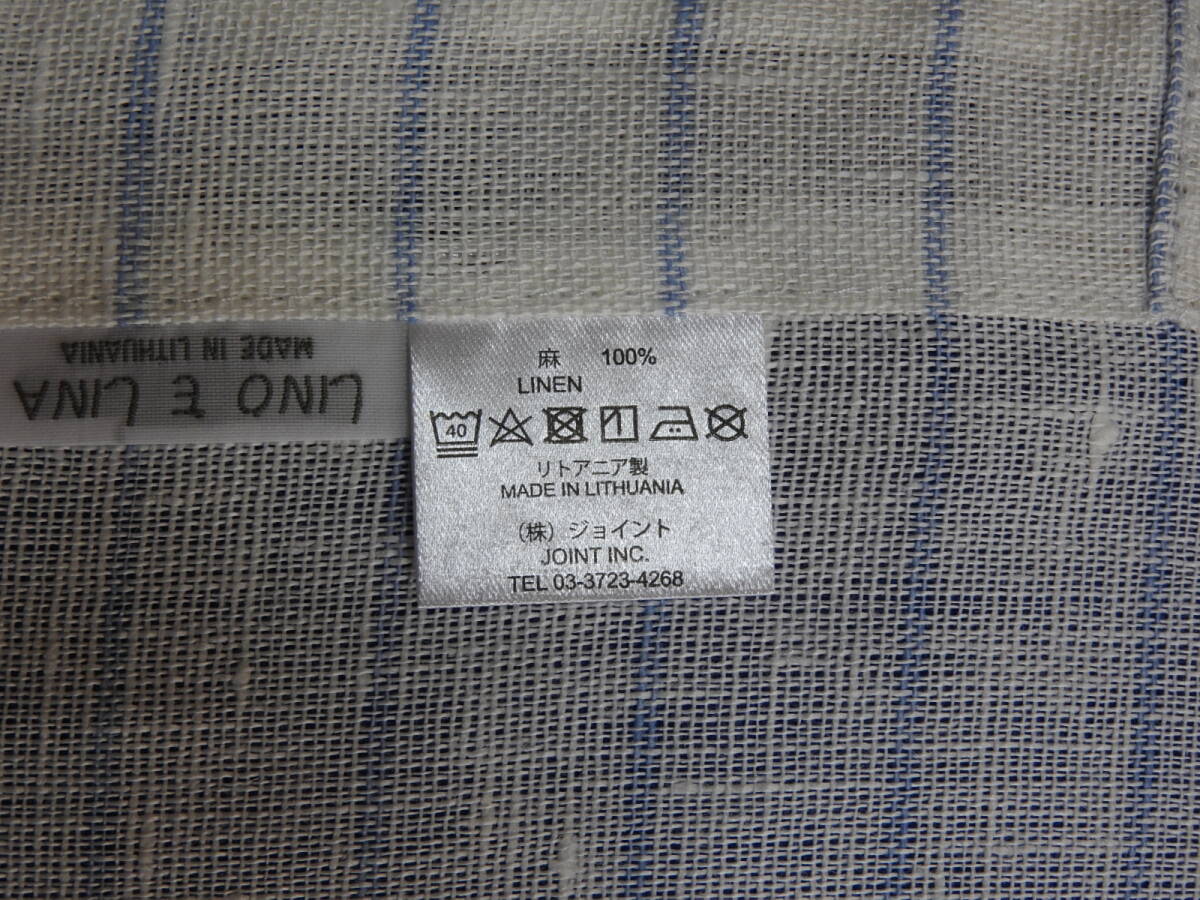 麻 100%
LINEN
40
リトアニア製
MADE IN LITHUANIA
(株)ジョイント
JOINT INC.
TEL 03-3723-4268
LINO E LINA
MADE IN LITHUANIA